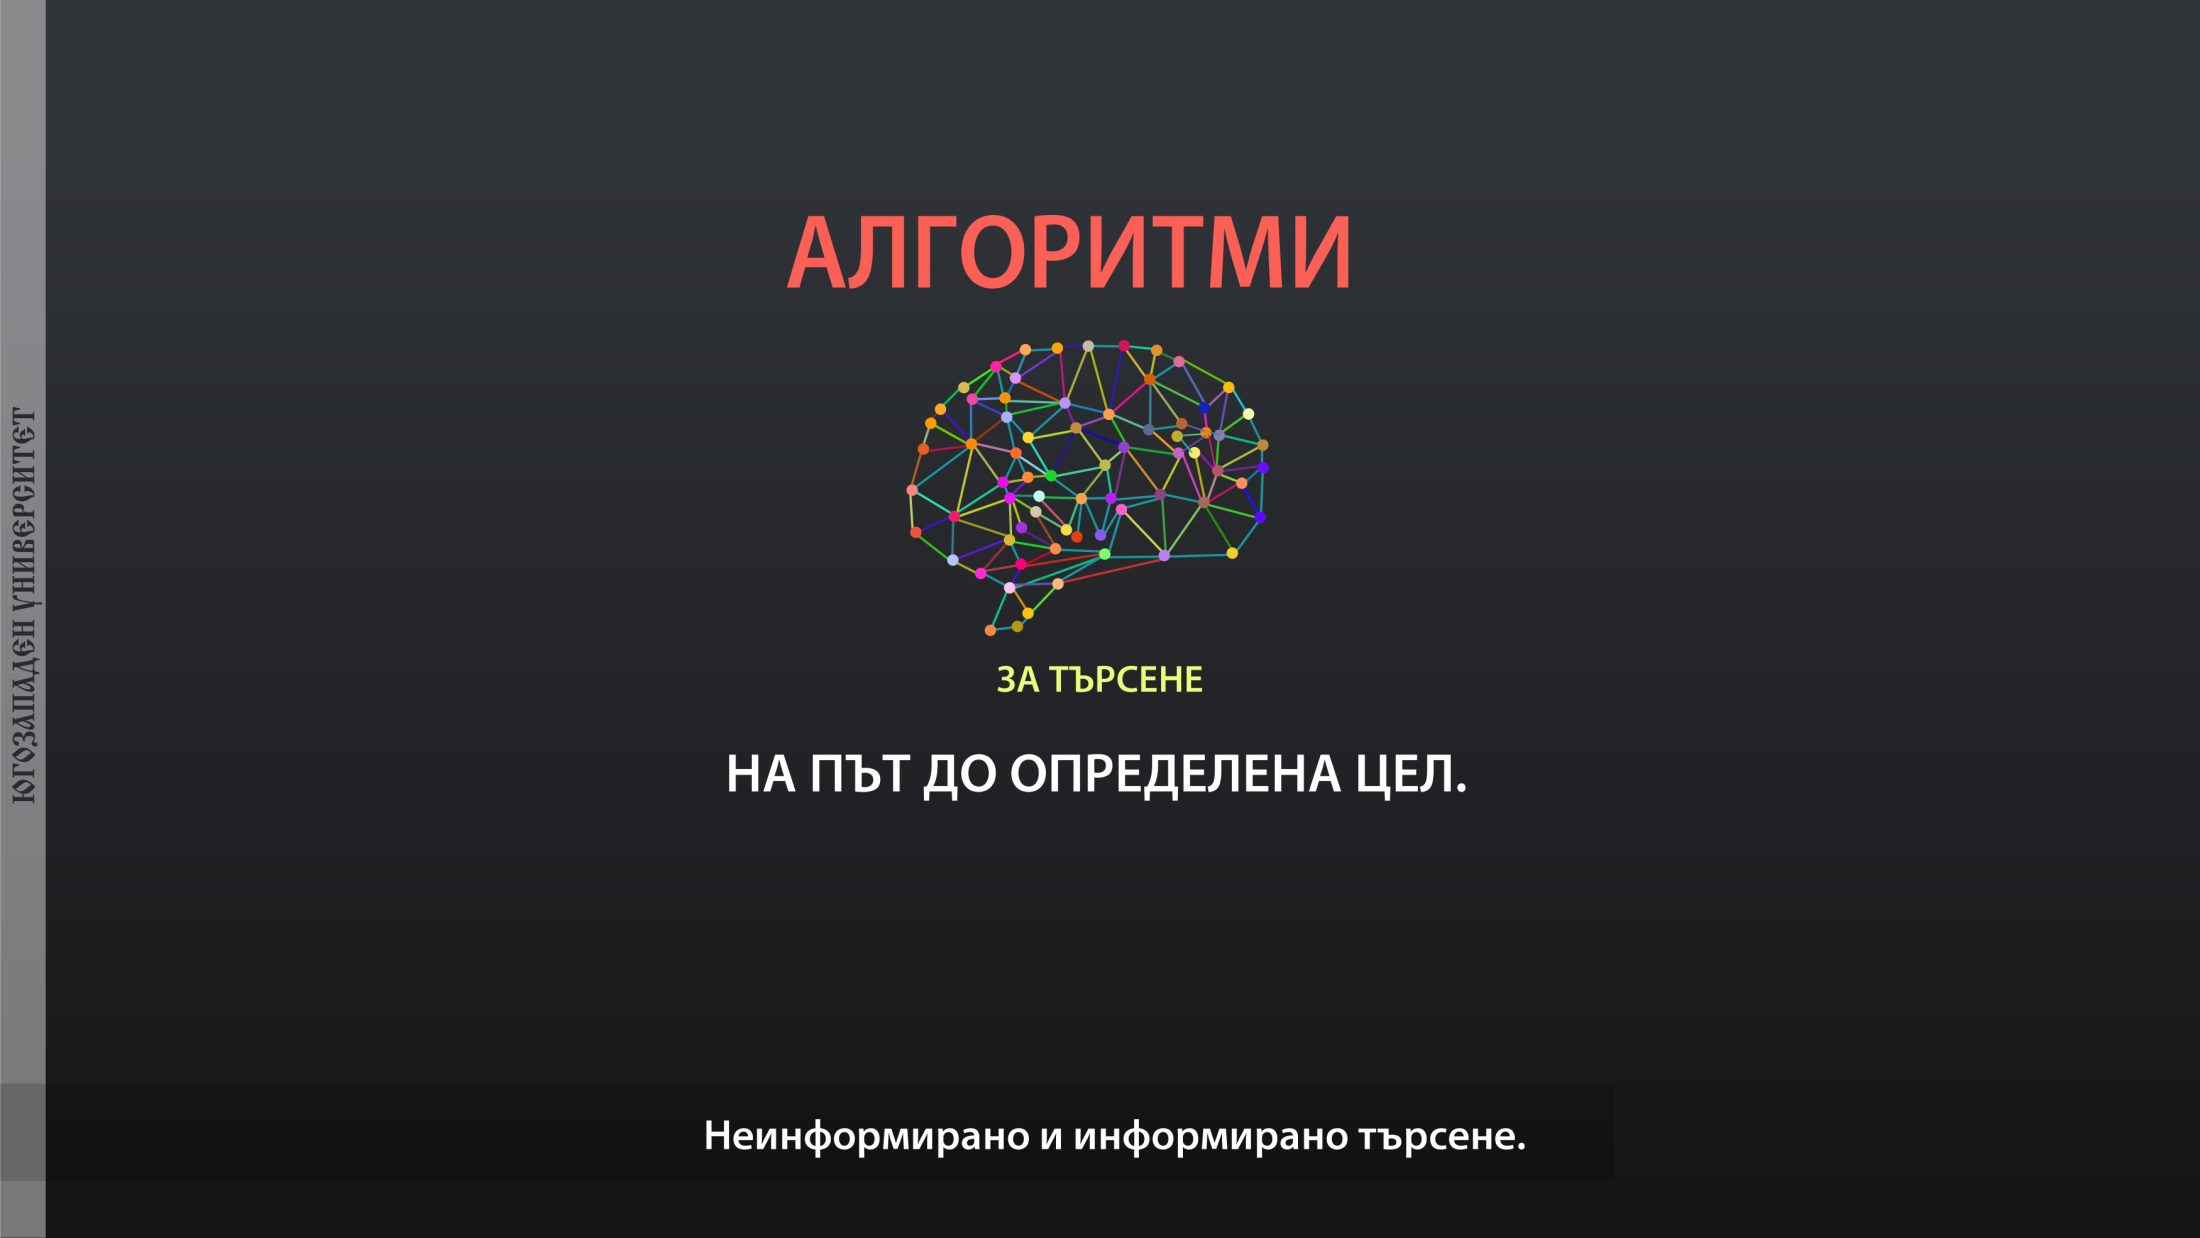 АЛГОРИТМИ
ЗА ТЪРСЕНЕ
НА ПЪТ ДО ОПРЕДЕЛЕНА ЦЕЛ.
Неинформирано и информирано търсене.
ЮГОЗАПАДЕН УНИВЕРСИТЕТ